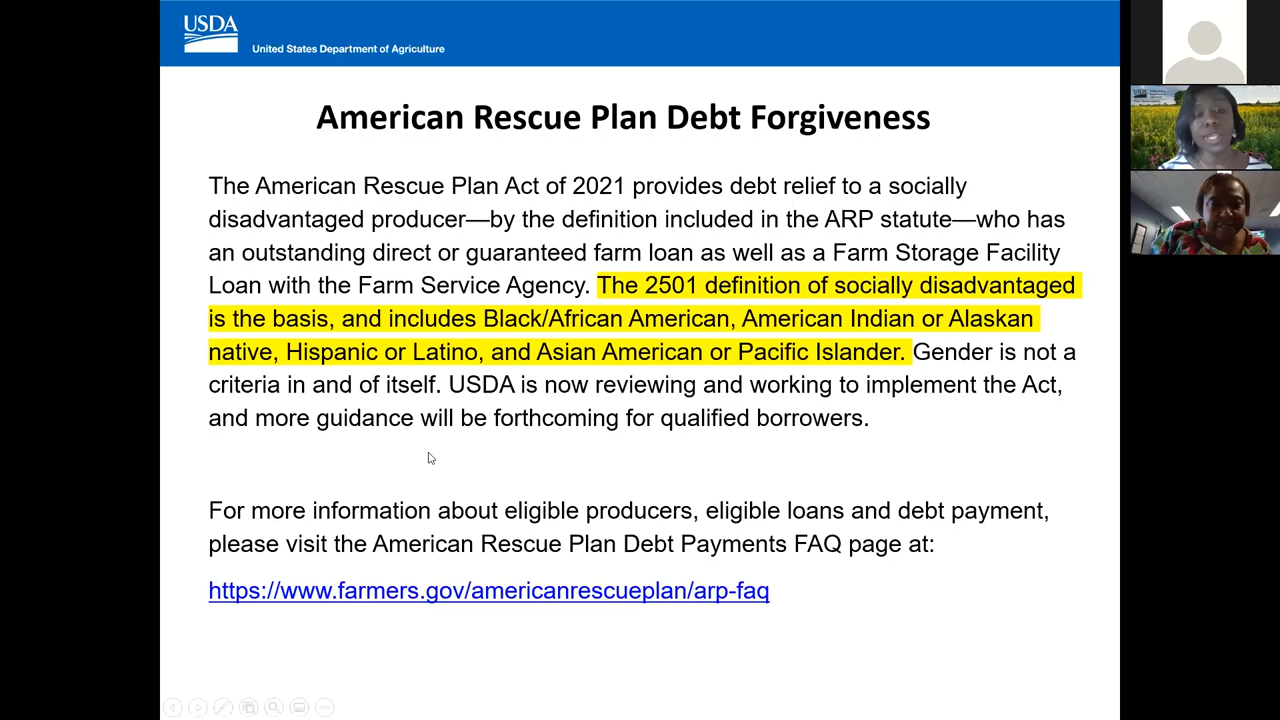 USDA
United States Department of Agriculture
American Rescue Plan Debt Forgiveness
The American Rescue Plan Act of 2021 provides debt relief to a socially
disadvantaged producer—by the definition included in the ARP statute—who has
an outstanding direct or guaranteed farm loan as well as a Farm Storage Facility
Loan with the Farm Service Agency. The 2501 definition of socially disadvantaged
is the basis, and includes Black/African American, American Indian or Alaskan
native, Hispanic or Latino, and Asian American or Pacific Islander. Gender is not a
criteria in and of itself. USDA is now reviewing and working to implement the Act,
and more guidance will be forthcoming for qualified borrowers.
For more information about eligible producers, eligible loans and debt payment,
please visit the American Rescue Plan Debt Payments FAQ page at:
https://www.farmers.gov/americanrescueplan/arp-faq
USDA